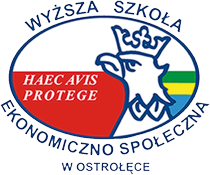 WYŻSZA SZKOŁA
HAEC AVIS
PROTEGE
EKONOMICZNO SPOŁECZNA
W OSTROŁĘCE